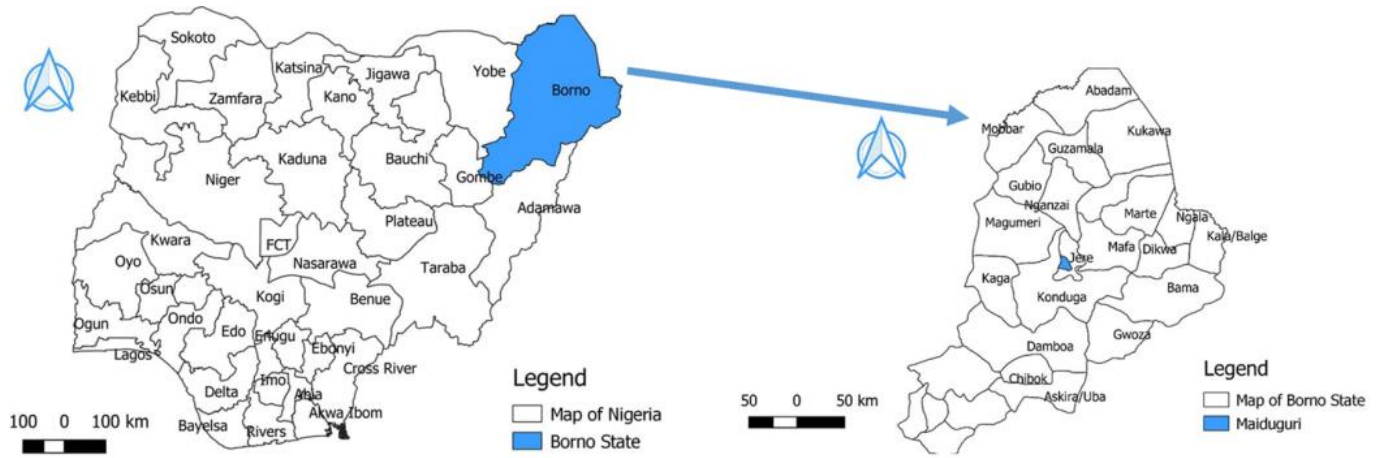 Sokoto
Katsina
Jigawa
Yobe
Borno
Kebbi
Zamfara
Kano
Kaduna
Bauchi
Gombe
Niger
Adamawa
Plateau
FCT
Kwara
Nasarawa
Taraba
Oyo
Osun
Kogi
Benue
Ogun
Ondo
Edo
Enugu
Ebonyi
Lagos
Cross River
Delta
Imo
Abia
Akwa Ibom
Bayelsa
Rivers
100 0 100 km
Legend
Map of Nigeria
Borno State
Abadam
Mobbar
Kukawa
Guzamala
Gubio
Nganzai
Magumeri
Marte
Ngala
Kala/Balge
Mafa
Dikwa
Jere
Kaga
Konduga
Bama
Gwoza
Damboa
Chibok
Askira/Uba
50 0 50 km
Legend
Map of Borno State
Maiduguri